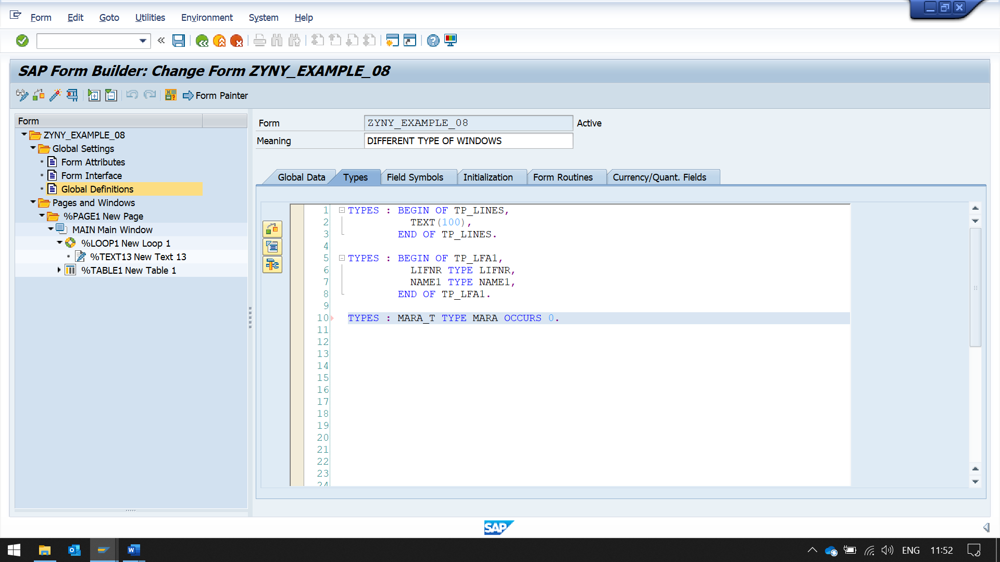 Form Edit Goto Utilities Environment System Help
SAP Form Builder: Change Form ZYNY_EXAMPLE_08
Form Painter
Form
ZYNY_EXAMPLE_08
Global Settings
Form Attributes
Form Interface
Global Definitions
Pages and Windows
%PAGE1 New Page
MAIN Main Window
%LOOP1 New Loop 1
%TEXT13 New Text 13
%TABLE1 New Table 1
Form ZYNY_EXAMPLE_08 Active
Meaning DIFFERENT TYPE OF WINDOWS
Global Data Types Field Symbols Initialization Form Routines Currency/Quant. Fields
1 TYPES : BEGIN OF TP_LINES,
2 TEXT(100),
3 END OF TP_LINES.
4
5 TYPES : BEGIN OF TP_LFA1,
6 LIFNR TYPE LIFNR,
7 NAME1 TYPE NAME1,
8 END OF TP_LFA1.
9
10 TYPES : MARA_T TYPE MARA OCCURS 0.
11
12
13
14
15
16
17
18
19
20
21
22
23
24
SAP
ENG 11:52